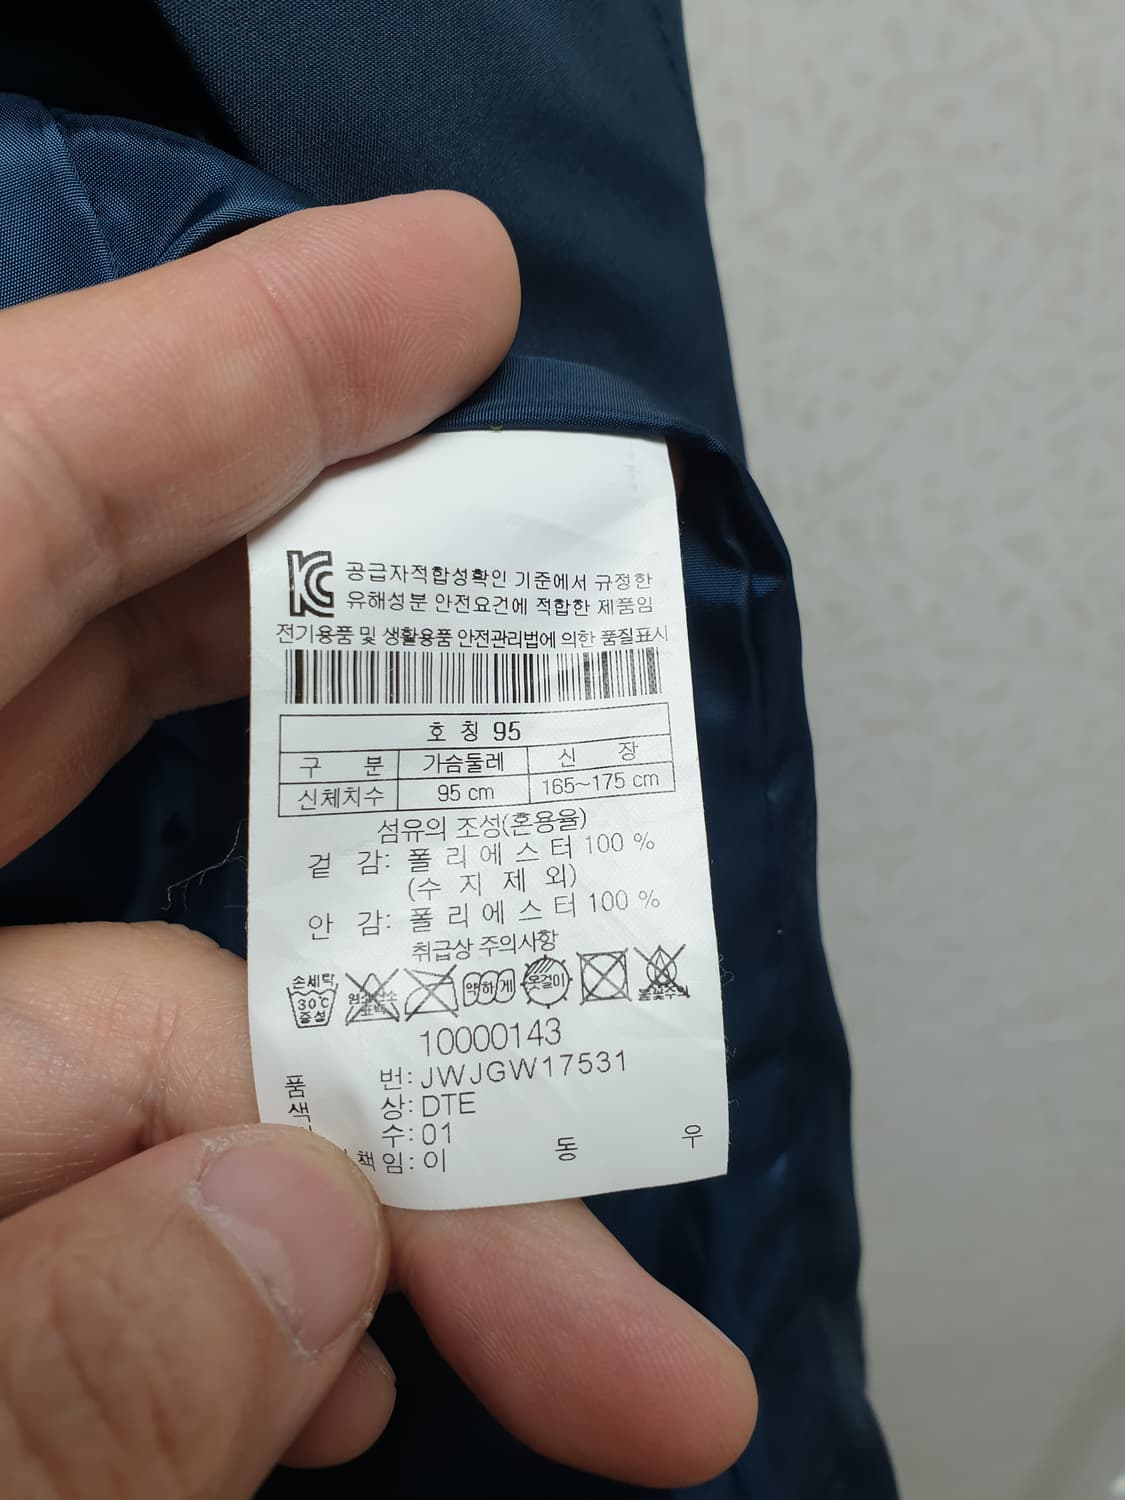 KC 공급자적합성확인 기준에서 규정한
유해성분 안전요건에 적합한 제품임
전기용품 및 생활용품 안전관리법에 의한 품질표시
호 칭 95
구 분 가슴둘레 신 장
신체치수 95 cm 165~175 cm
섬유의 조성(혼용율)
겉 감: 폴 리 에 스 터 100 %
(수 지 제 외)
안 감: 폴 리 에 스 터 100 %
취급상 주의사항
손세탁 30℃ 중성 약하게 옷걸이
10000143
품 번: JWJGW17531
색 상: DTE
수: 01
책임: 이 동 우